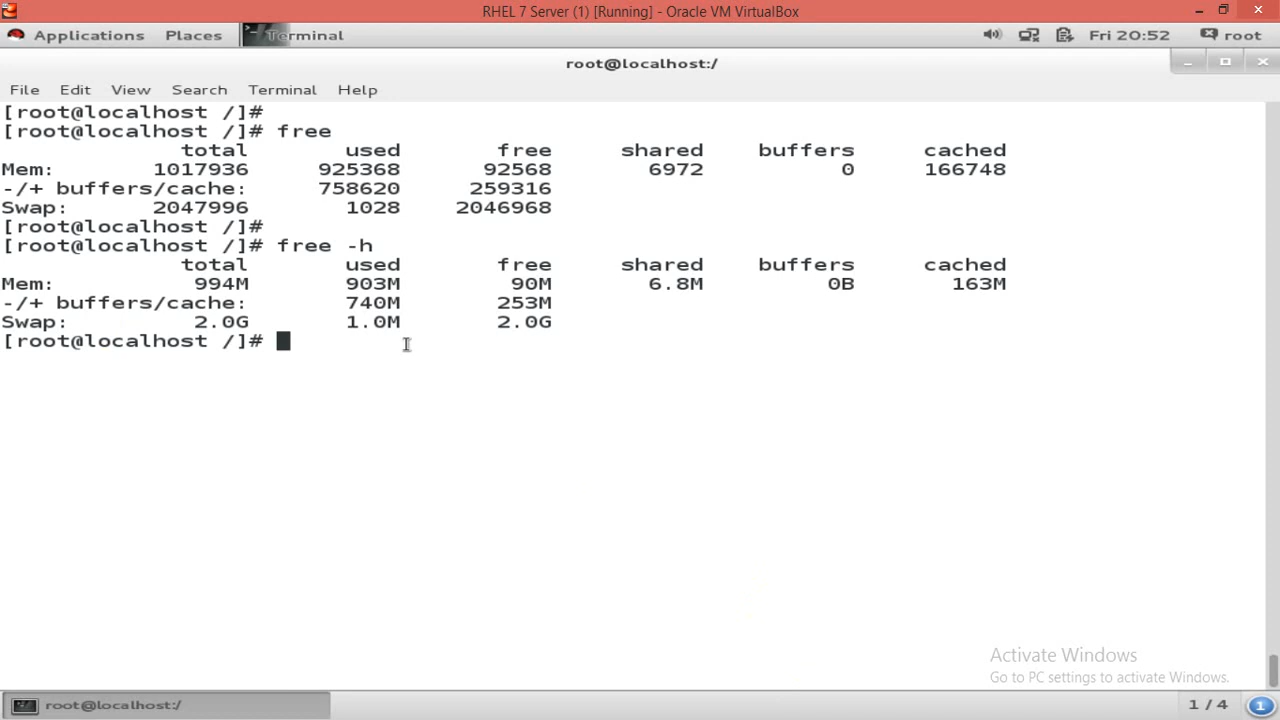 RHEL 7 Server (1) [Running] - Oracle VM VirtualBox
Applications Places Terminal Fri 20:52 root
root@localhost:/
File Edit View Search Terminal Help
[root@localhost /]#
[root@localhost /]# free
total used free shared buffers cached
Mem: 1017936 925368 92568 6972 0 166748
-/+ buffers/cache: 758620 259316
Swap: 2047996 1028 2046968
[root@localhost /]#
[root@localhost /]# free -h
total used free shared buffers cached
Mem: 994M 903M 90M 6.8M 0B 163M
-/+ buffers/cache: 740M 253M
Swap: 2.0G 1.0M 2.0G
[root@localhost /]#
Activate Windows
Go to PC settings to activate Windows.
root@localhost:/ 1 / 4 1